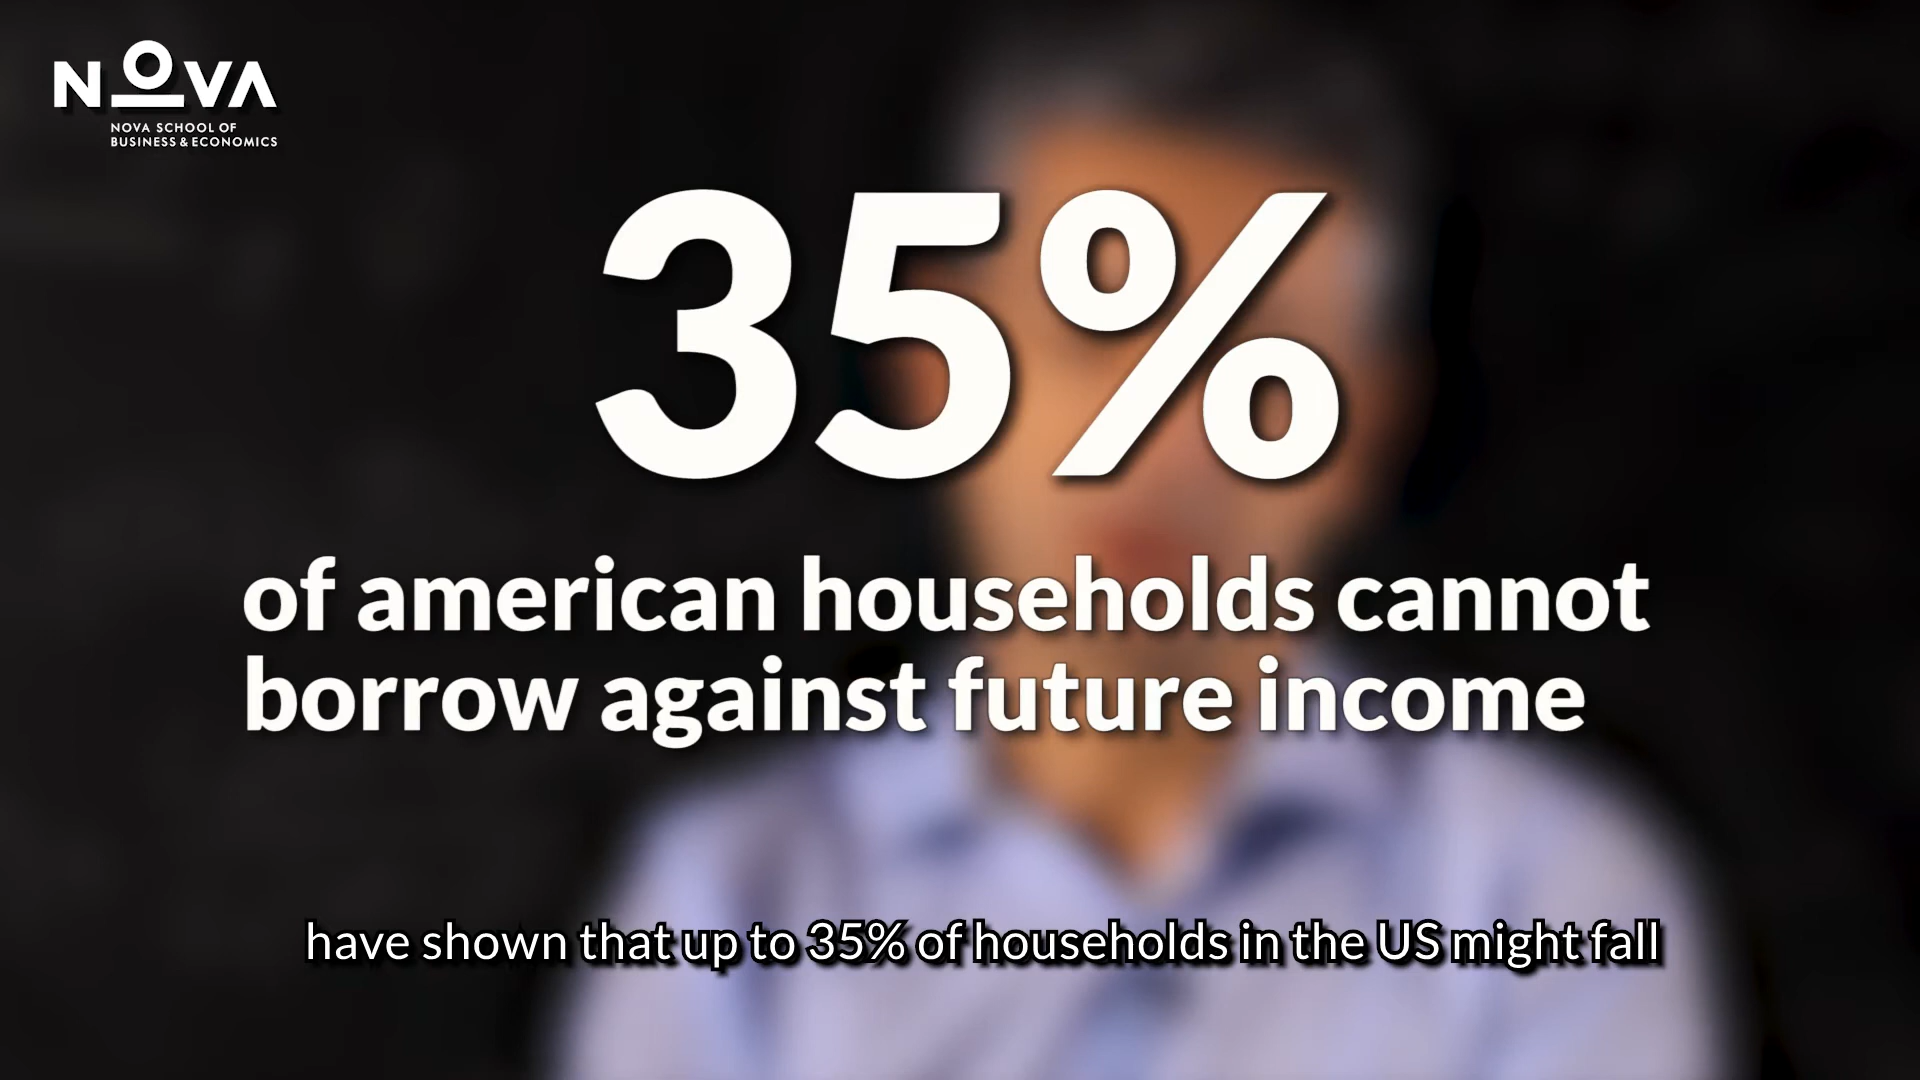 NOVA
NOVA SCHOOL OF
BUSINESS & ECONOMICS
35%
of american households cannot
borrow against future income
have shown that up to 35% of households in the US might fall